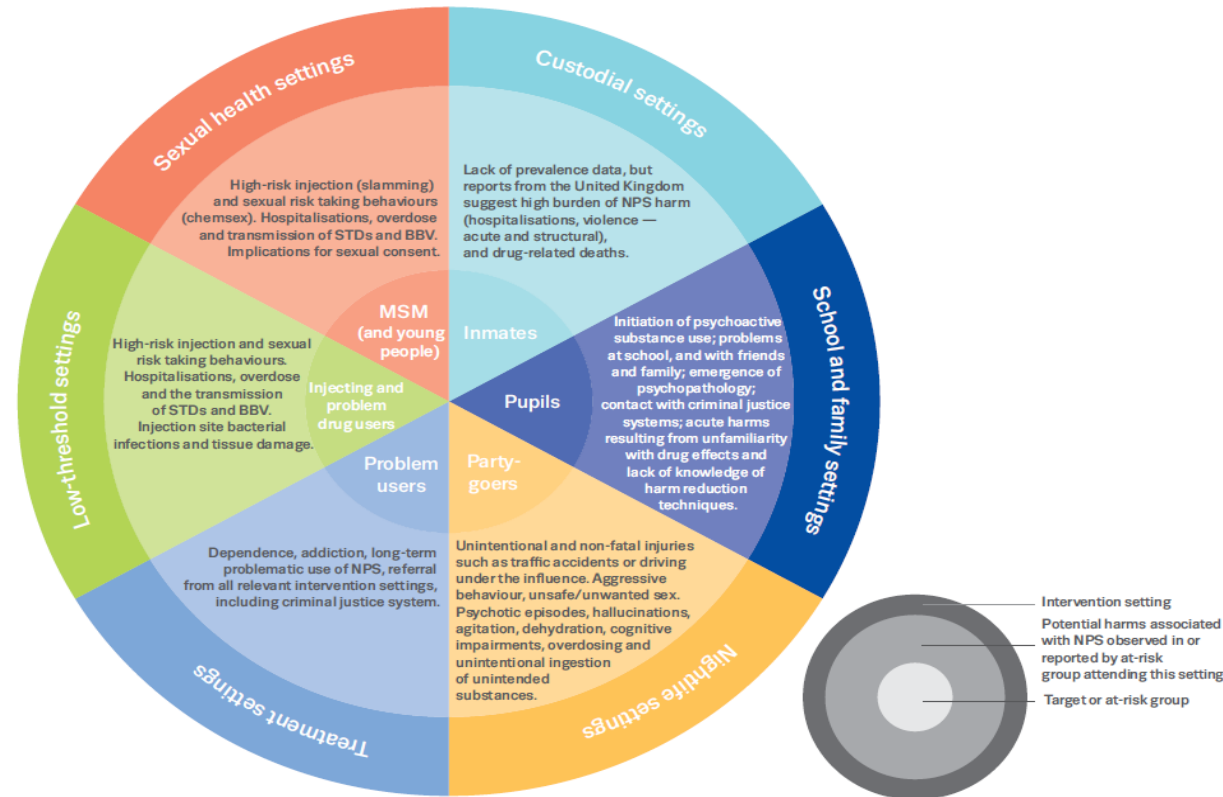 Sexual health settings
High-risk injection (slamming)
and sexual risk taking behaviours
(chemsex). Hospitalisations, overdose
and transmission of STDs and BBV.
Implications for sexual consent.
MSM
(and young
people)
Custodial settings
Lack of prevalence data, but
reports from the United Kingdom
suggest high burden of NPS harm
(hospitalisations, violence —
acute and structural),
and drug-related deaths.
Inmates
School and family settings
Initiation of psychoactive
substance use; problems
at school, and with friends
and family; emergence of
psychopathology;
contact with criminal justice
systems; acute harms
resulting from unfamiliarity
with drug effects and
lack of knowledge of
harm reduction
techniques.
Pupils
Low-threshold settings
High-risk injection and sexual
risk taking behaviours.
Hospitalisations, overdose
and the transmission
of STDs and BBV.
Injection site bacterial
infections and tissue damage.
Injecting and
problem
drug users
Problem
users
Dependence, addiction, long-term
problematic use of NPS, referral
from all relevant intervention settings,
including criminal justice system.
Treatment settings
Party-
goers
Unintentional and non-fatal injuries
such as traffic accidents or driving
under the influence. Aggressive
behaviour, unsafe/unwanted sex.
Psychotic episodes, hallucinations,
agitation, dehydration, cognitive
impairments, overdosing and
unintentional ingestion
of unintended
substances.
Nightlife settings
Intervention setting
Potential harms associated
with NPS observed in or
reported by at-risk
group attending this setting
Target or at-risk group